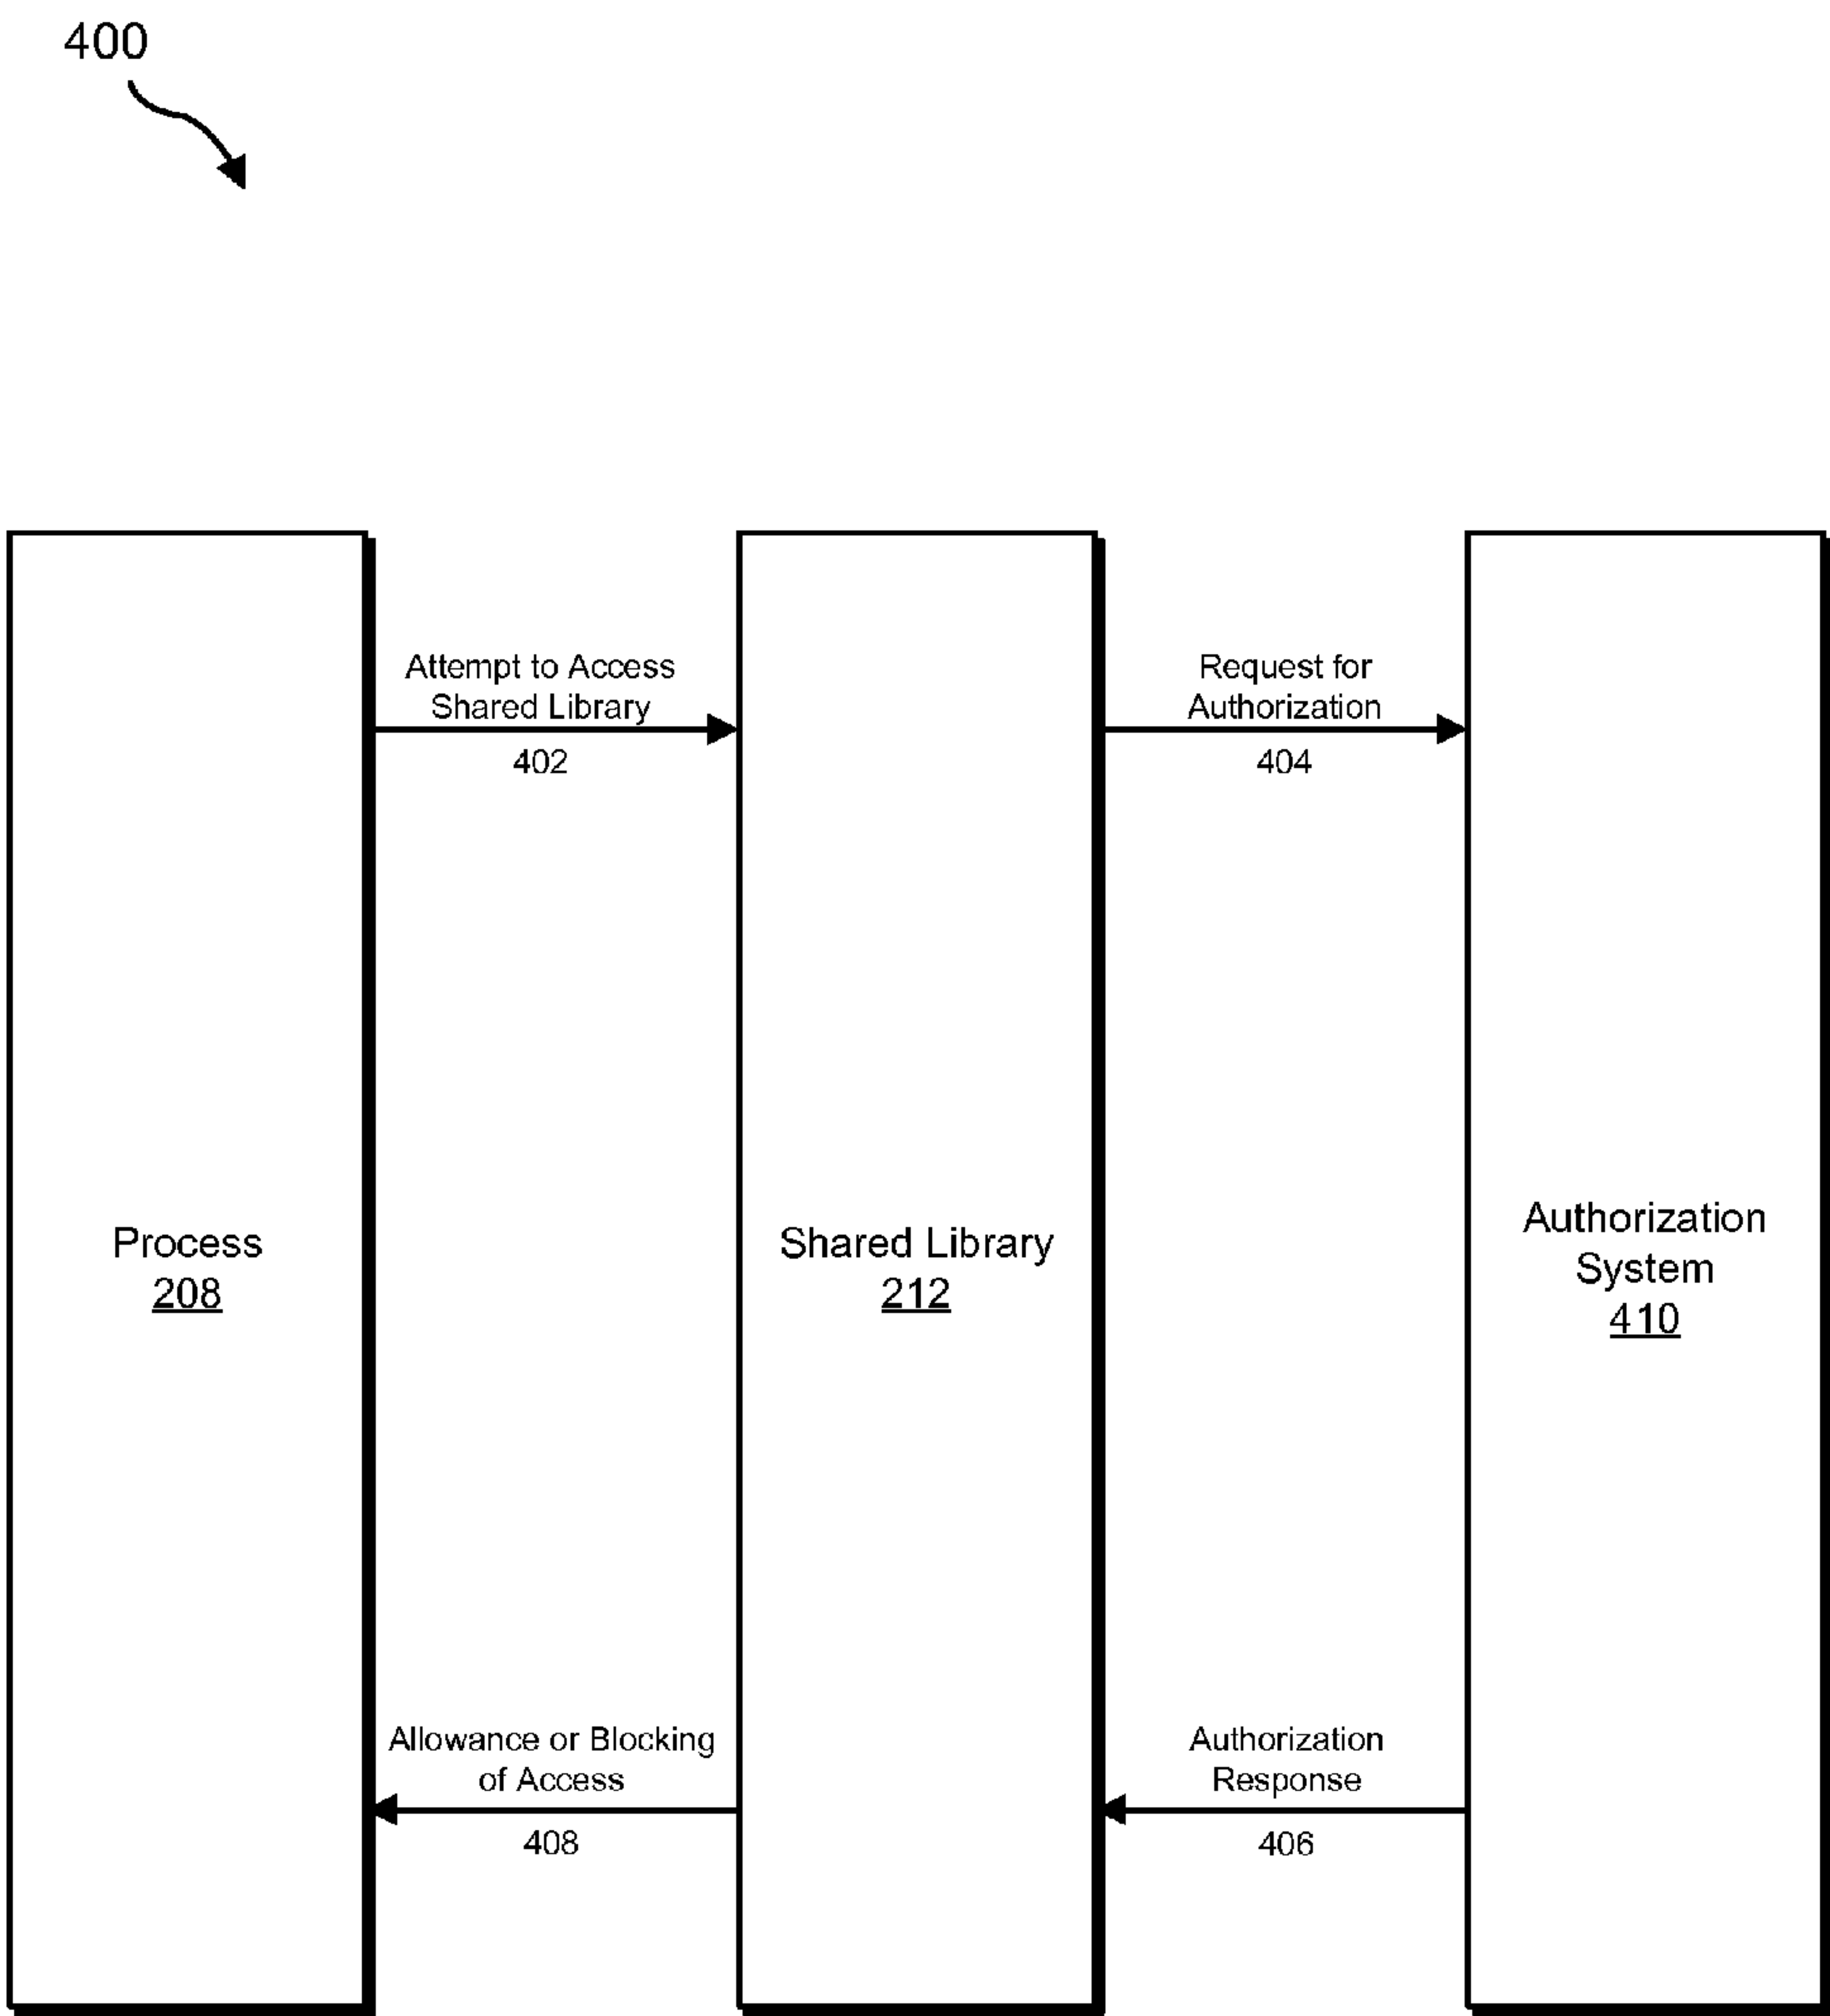 400
Attempt to Access
Shared Library
402
Request for
Authorization
404
Process
208
Shared Library
212
Authorization
System
410
Allowance or Blocking
of Access
408
Authorization
Response
406